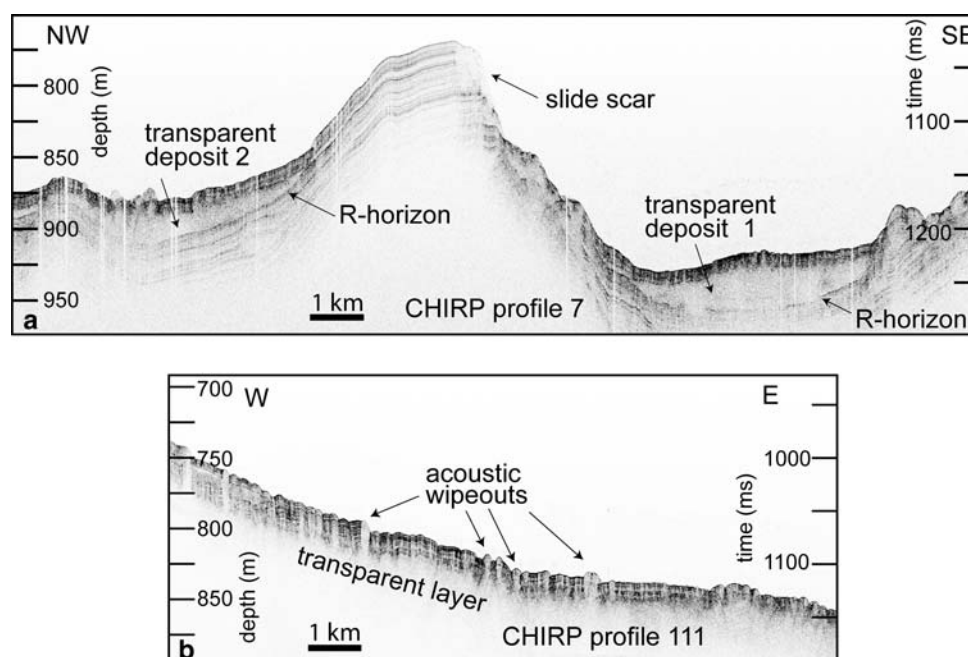 NW
SE
depth (m)
800
850
900
950
time (ms)
1100
1200
transparent
deposit 2
R-horizon
slide scar
transparent
deposit 1
R-horizon
1 km
CHIRP profile 7
a
W
E
700
750
800
850
depth (m)
time (ms)
1000
1100
acoustic
wipeouts
transparent layer
1 km
CHIRP profile 111
b